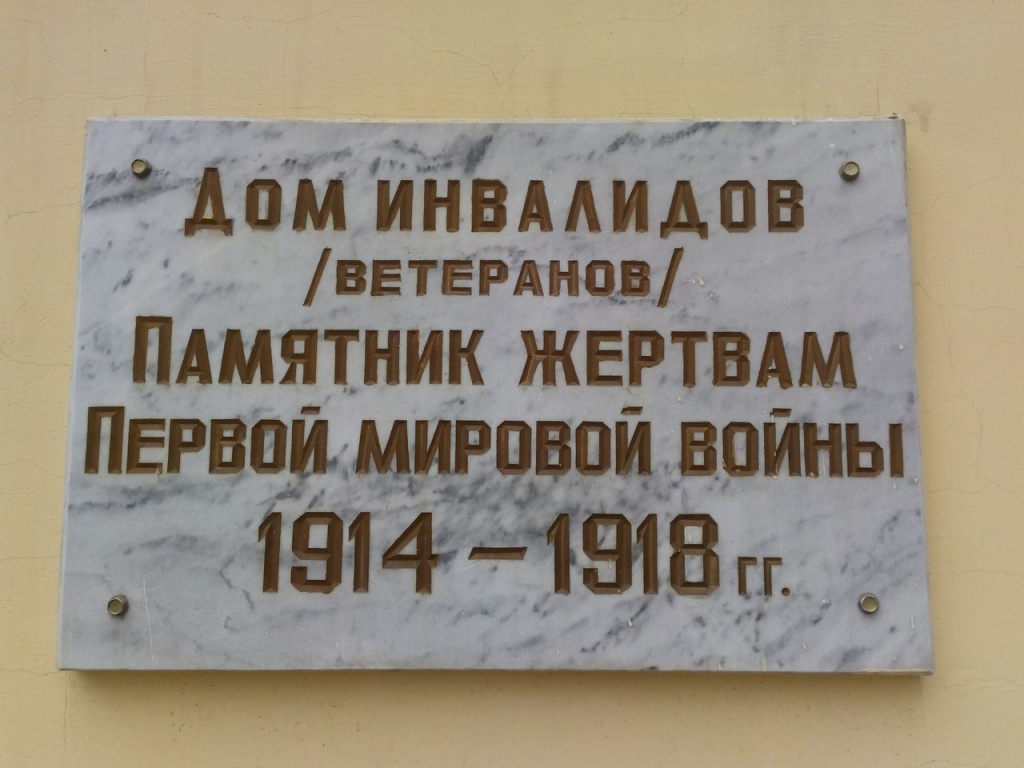 Дом инвалидов
/ветеранов/
Памятник жертвам
Первой мировой войны
1914 – 1918 гг.